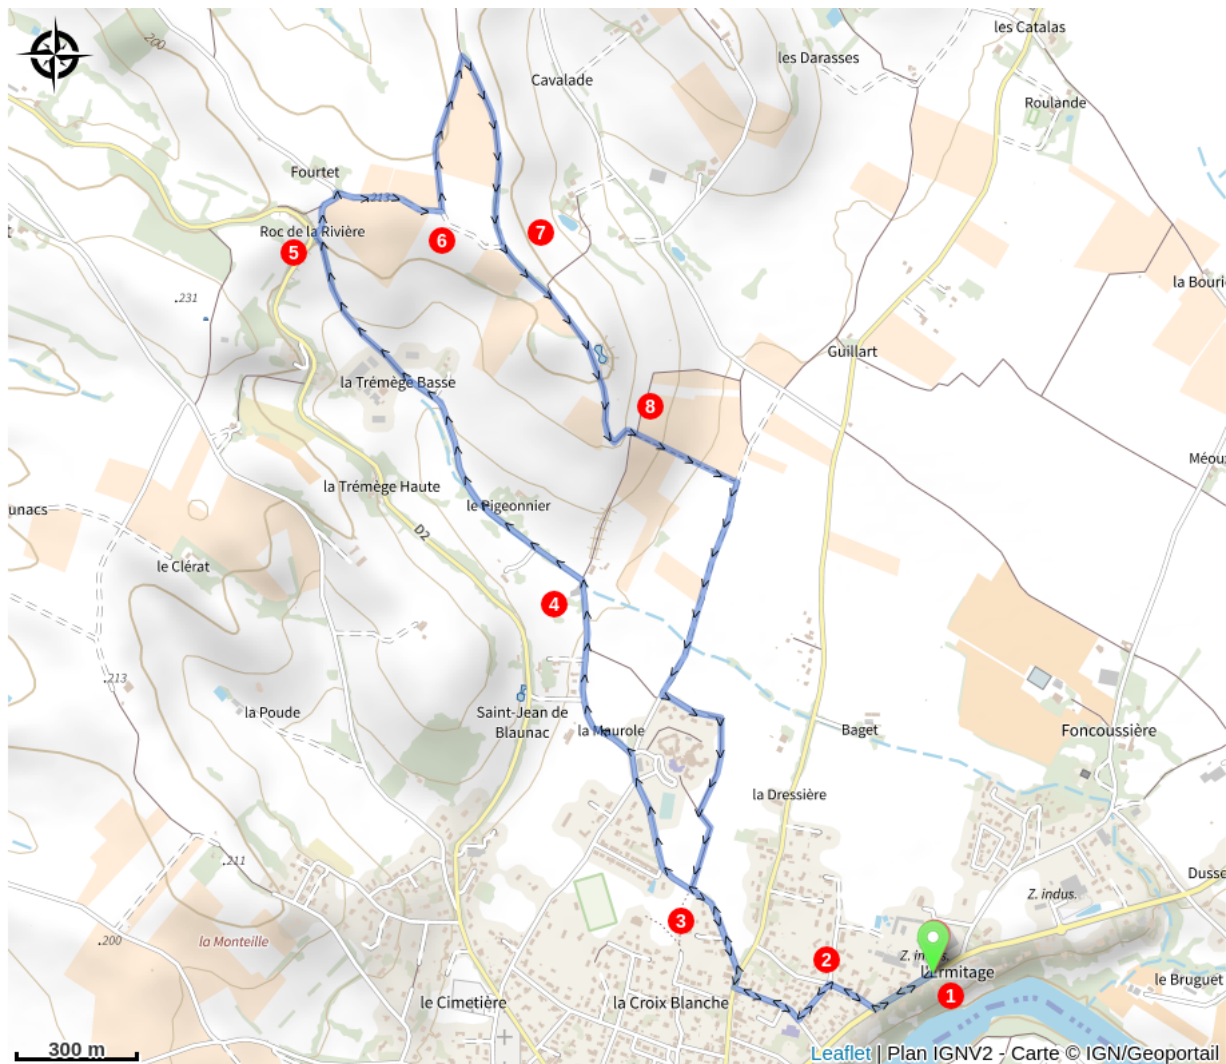 les Catalas
200
les Darasses
Cavalade
Roulande
Fourtet
213
Roc de la Rivière
7
6
5
la Bouri
.231
Guillart
la Trémège Basse
8
Méou
la Trémège Haute
le Pigeonnier
unacs
D2
le Clérat
4
.213
la Poude
Saint-Jean de
Blaunac
la Maurole
Baget
Foncoussière
la Dressière
.211
Dusse
Z. indus.
3
.200
la Monteille
2
Z. indus.
l'Ermitage
le Bruguet
1
le Cimetière
la Croix Blanche
300 m
Leaflet | Plan IGNV2 - Carte © IGN/Geoportail